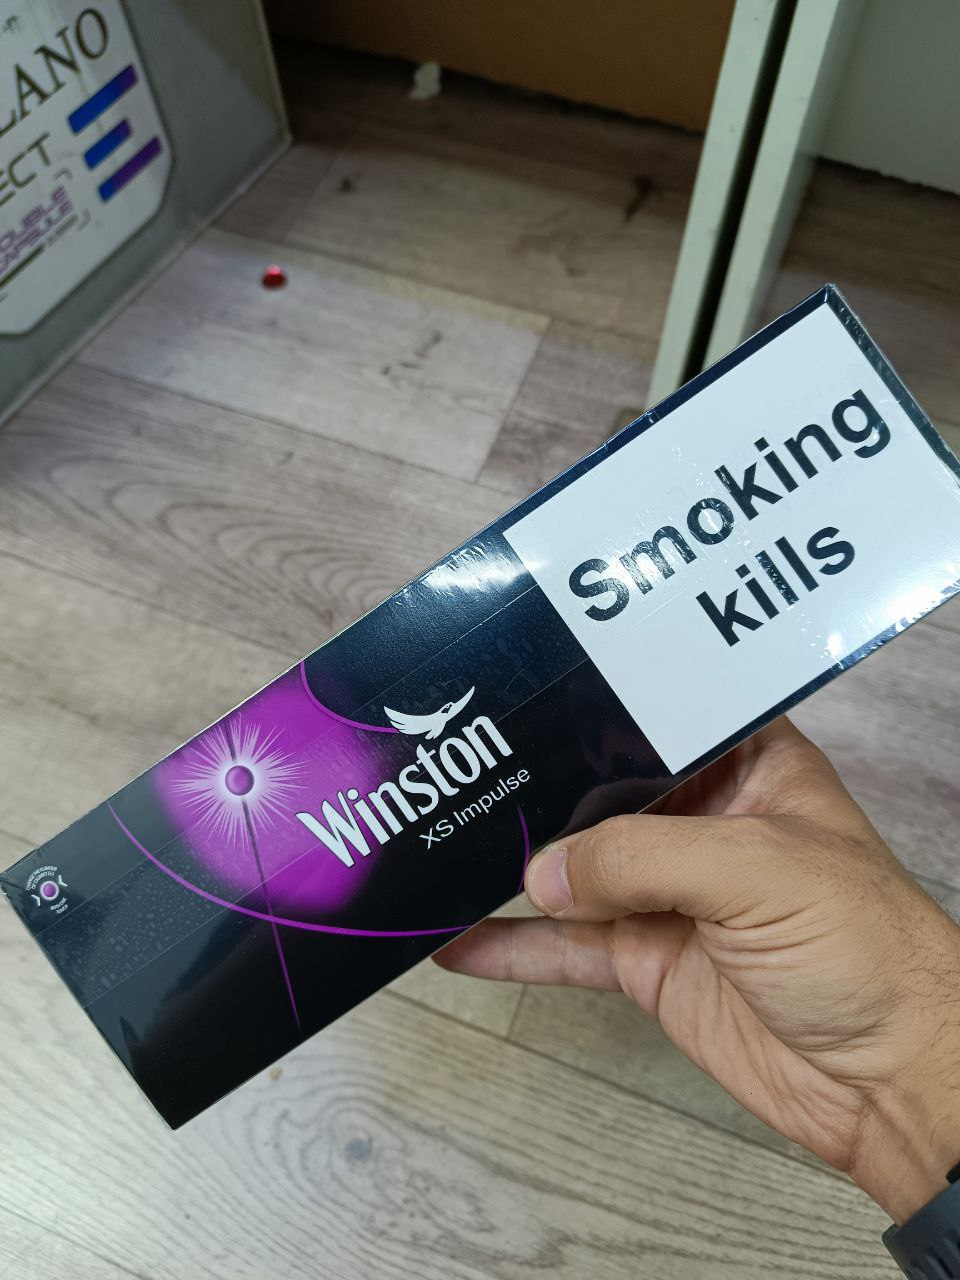 LANO
ECT
DOUBLE
CAPSULE
Smoking
kills
Winston
XS Impulse